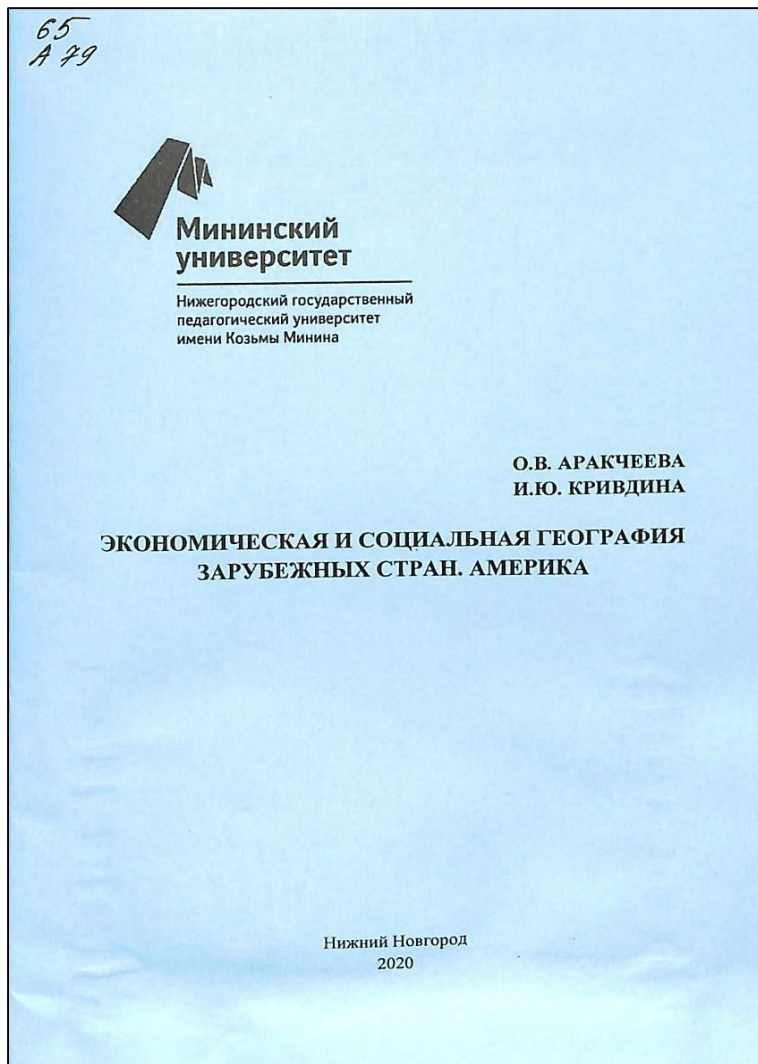 65
А 79
Мининский
университет
Нижегородский государственный
педагогический университет
имени Козьмы Минина
О.В. АРАКЧЕЕВА
И.Ю. КРИВДИНА
ЭКОНОМИЧЕСКАЯ И СОЦИАЛЬНАЯ ГЕОГРАФИЯ
ЗАРУБЕЖНЫХ СТРАН. АМЕРИКА
Нижний Новгород
2020